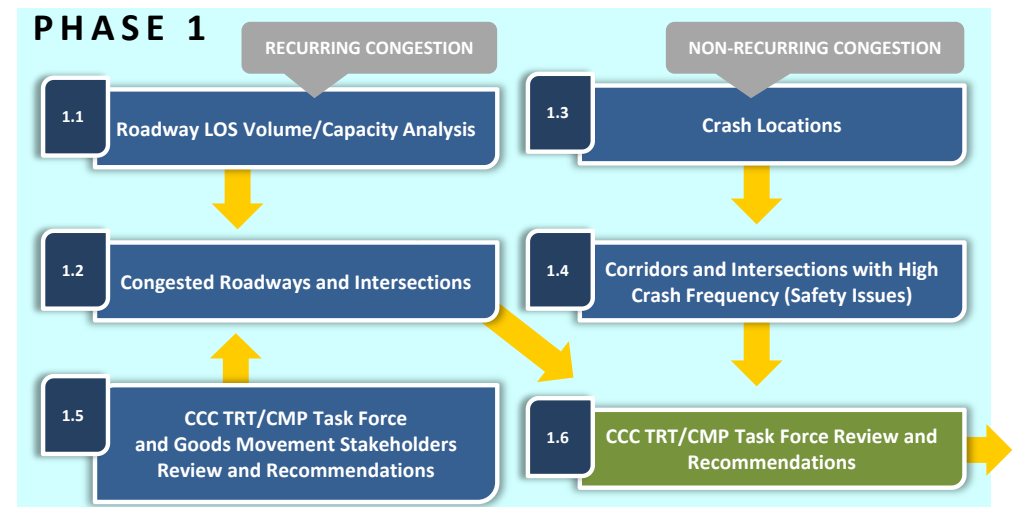 PHASE 1
RECURRING CONGESTION
NON-RECURRING CONGESTION
1.1
Roadway LOS Volume/Capacity Analysis
1.3
Crash Locations
1.2
Congested Roadways and Intersections
1.4
Corridors and Intersections with High
Crash Frequency (Safety Issues)
1.5
CCC TRT/CMP Task Force
and Goods Movement Stakeholders
Review and Recommendations
1.6
CCC TRT/CMP Task Force Review and
Recommendations